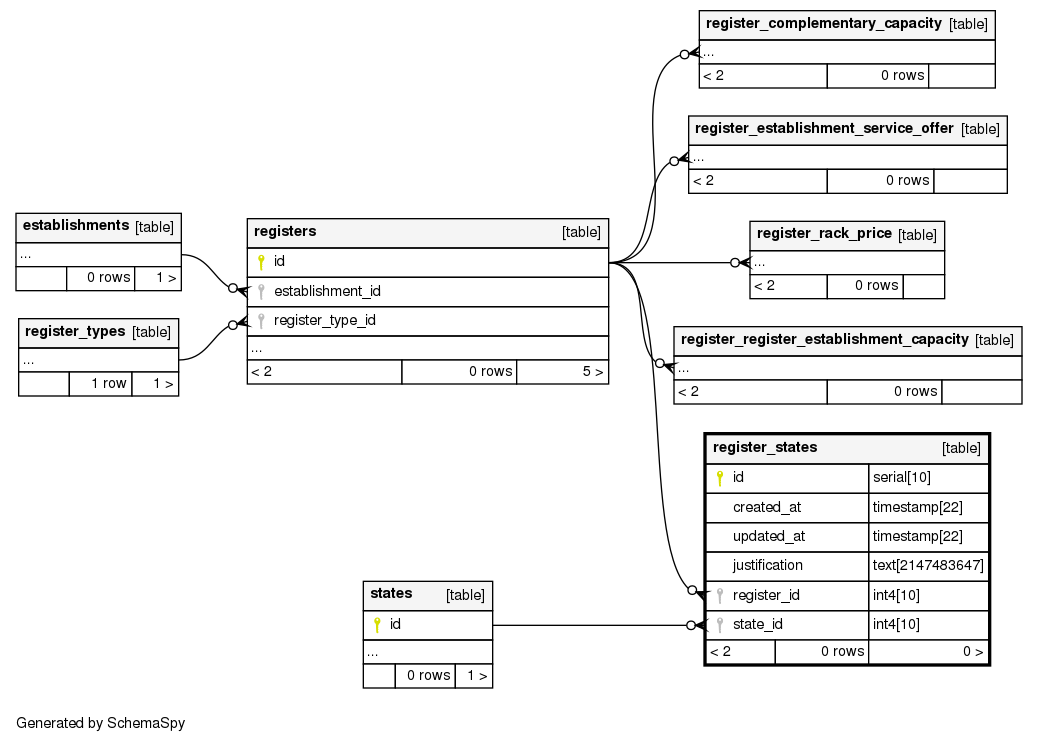 register_complementary_capacity [table]
...
< 2 0 rows
register_establishment_service_offer [table]
...
< 2 0 rows
establishments [table]
...
0 rows 1 >
registers [table]
id
establishment_id
register_type_id
...
< 2 0 rows 5 >
register_rack_price [table]
...
< 2 0 rows
register_types [table]
...
1 row 1 >
register_register_establishment_capacity [table]
...
< 2 0 rows
register_states [table]
id serial[10]
created_at timestamp[22]
updated_at timestamp[22]
justification text[2147483647]
register_id int4[10]
state_id int4[10]
< 2 0 rows 0 >
states [table]
id
...
0 rows 1 >
Generated by SchemaSpy